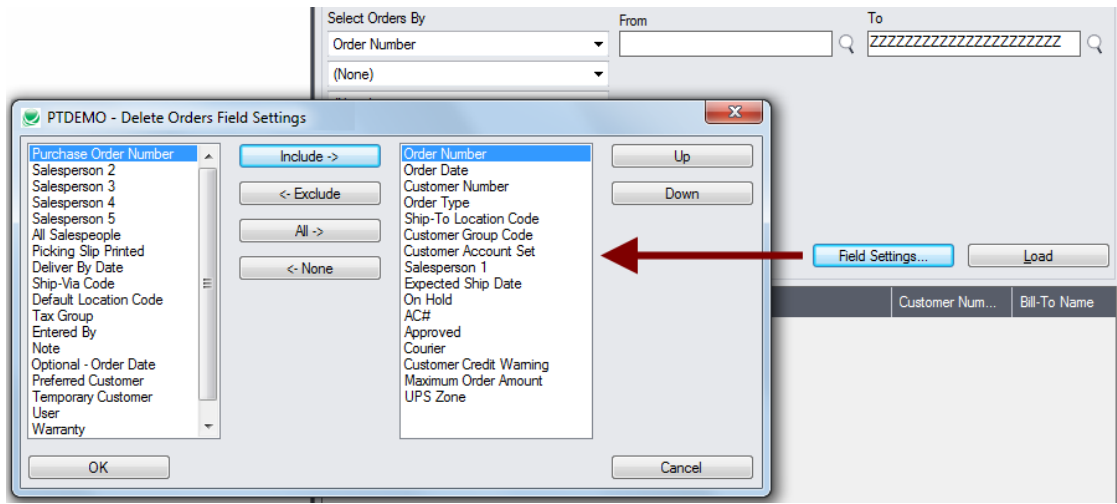 Select Orders By
From
To
Order Number
ZZZZZZZZZZZZZZZZZZZZZZ
(None)
PTDEMO - Delete Orders Field Settings
x
Purchase Order Number
Salesperson 2
Salesperson 3
Salesperson 4
Salesperson 5
All Salespeople
Picking Slip Printed
Deliver By Date
Ship-Via Code
Default Location Code
Tax Group
Entered By
Note
Optional - Order Date
Preferred Customer
Temporary Customer
User
Warranty
Include ->
<- Exclude
All ->
<- None
Order Number
Order Date
Customer Number
Order Type
Ship-To Location Code
Customer Group Code
Customer Account Set
Salesperson 1
Expected Ship Date
On Hold
AC#
Approved
Courier
Customer Credit Warning
Maximum Order Amount
UPS Zone
Up
Down
OK
Cancel
Field Settings...
Load
Customer Num...
Bill-To Name